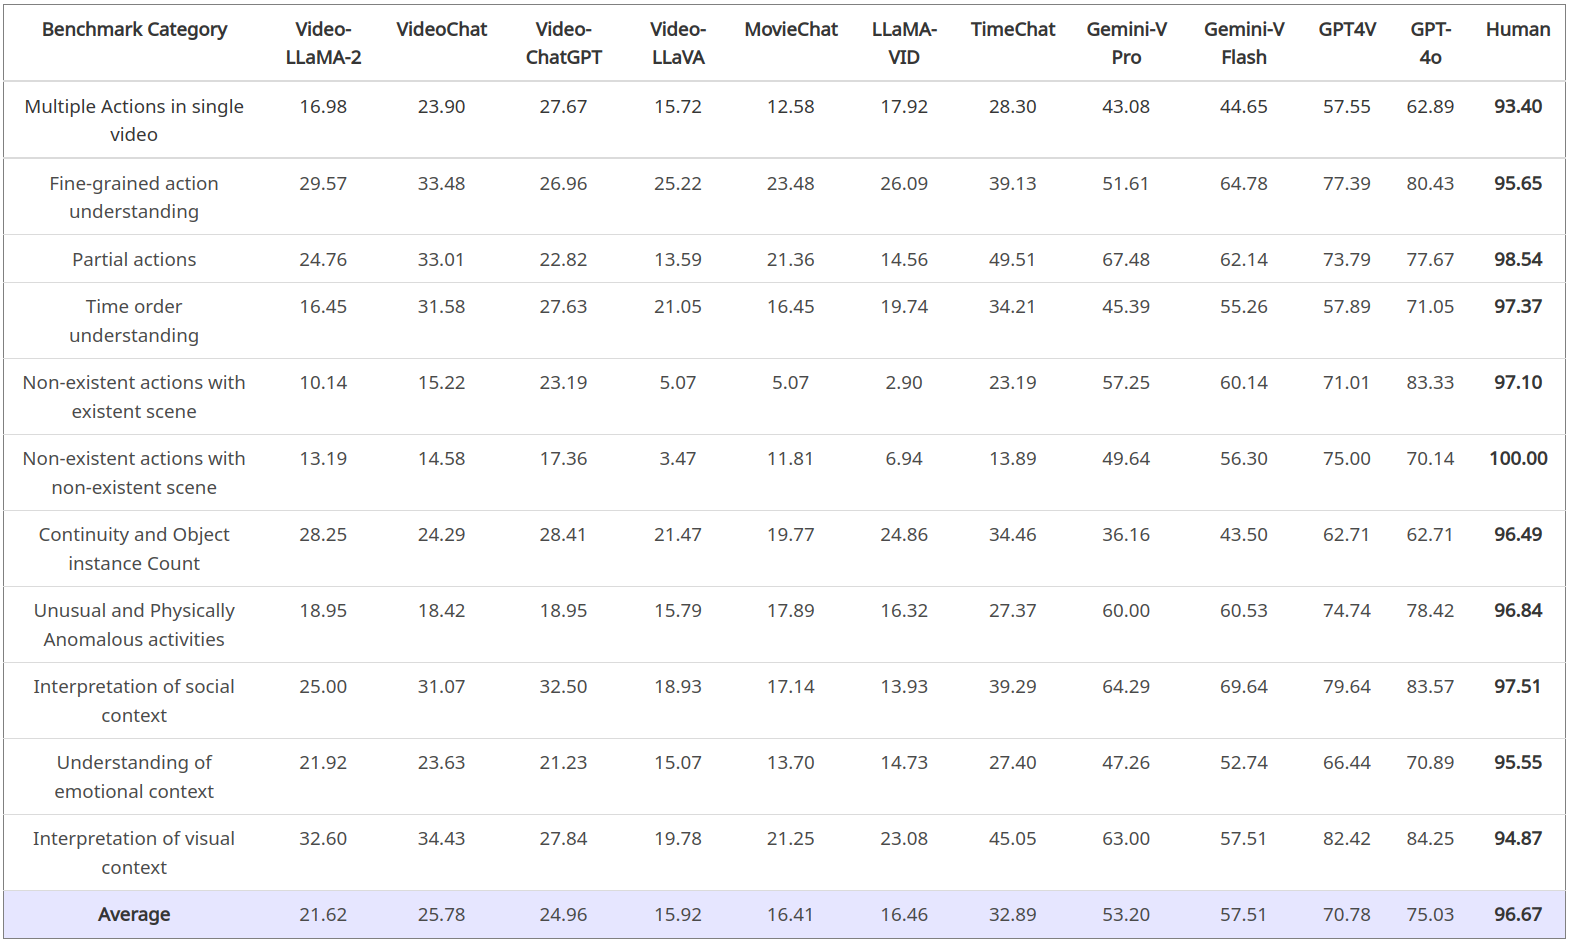 Benchmark Category Video-LLaMA-2 VideoChat Video-ChatGPT Video-LLaVA MovieChat LLaMA-VID TimeChat Gemini-V Pro Gemini-V Flash GPT4V GPT-4o Human
Multiple Actions in single video 16.98 23.90 27.67 15.72 12.58 17.92 28.30 43.08 44.65 57.55 62.89 93.40
Fine-grained action understanding 29.57 33.48 26.96 25.22 23.48 26.09 39.13 51.61 64.78 77.39 80.43 95.65
Partial actions 24.76 33.01 22.82 13.59 21.36 14.56 49.51 67.48 62.14 73.79 77.67 98.54
Time order understanding 16.45 31.58 27.63 21.05 16.45 19.74 34.21 45.39 55.26 57.89 71.05 97.37
Non-existent actions with existent scene 10.14 15.22 23.19 5.07 5.07 2.90 23.19 57.25 60.14 71.01 83.33 97.10
Non-existent actions with non-existent scene 13.19 14.58 17.36 3.47 11.81 6.94 13.89 49.64 56.30 75.00 70.14 100.00
Continuity and Object instance Count 28.25 24.29 28.41 21.47 19.77 24.86 34.46 36.16 43.50 62.71 62.71 96.49
Unusual and Physically Anomalous activities 18.95 18.42 18.95 15.79 17.89 16.32 27.37 60.00 60.53 74.74 78.42 96.84
Interpretation of social context 25.00 31.07 32.50 18.93 17.14 13.93 39.29 64.29 69.64 79.64 83.57 97.51
Understanding of emotional context 21.92 23.63 21.23 15.07 13.70 14.73 27.40 47.26 52.74 66.44 70.89 95.55
Interpretation of visual context 32.60 34.43 27.84 19.78 21.25 23.08 45.05 63.00 57.51 82.42 84.25 94.87
Average 21.62 25.78 24.96 15.92 16.41 16.46 32.89 53.20 57.51 70.78 75.03 96.67